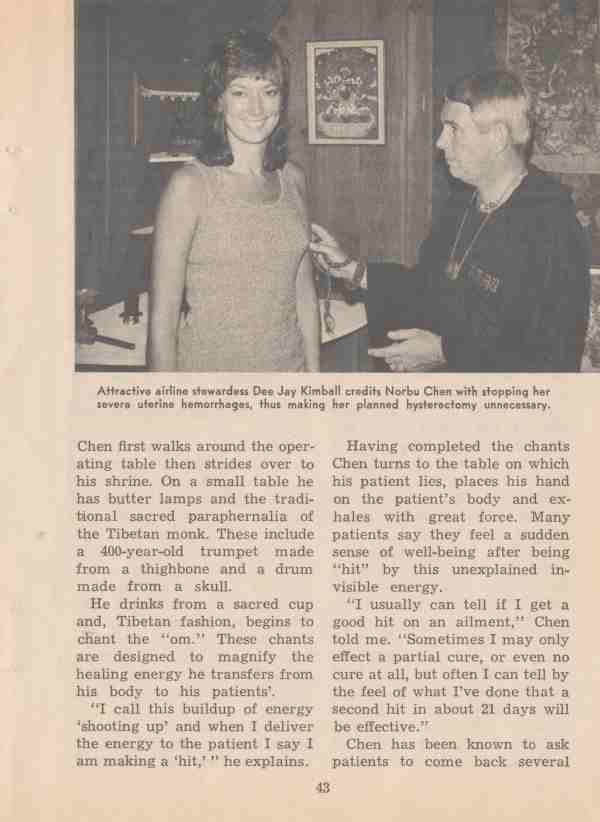 Attractive airline stewardess Dee Jay Kimball credits Norbu Chen with stopping her
severe uterine hemorrhages, thus making her planned hysterectomy unnecessary.
Chen first walks around the oper-
ating table then strides over to
his shrine. On a small table he
has butter lamps and the tradi-
tional sacred paraphernalia of
the Tibetan monk. These include
a 400-year-old trumpet made
from a thighbone and a drum
made from a skull.
He drinks from a sacred cup
and, Tibetan fashion, begins to
chant the “om.” These chants
are designed to magnify the
healing energy he transfers from
his body to his patients’.
“I call this buildup of energy
‘shooting up’ and when I deliver
the energy to the patient I say I
am making a ‘hit,’ ” he explains.
Having completed the chants
Chen turns to the table on which
his patient lies, places his hand
on the patient’s body and ex-
hales with great force. Many
patients say they feel a sudden
sense of well-being after being
“hit” by this unexplained in-
visible energy.
“I usually can tell if I get a
good hit on an ailment,” Chen
told me. “Sometimes I may only
effect a partial cure, or even no
cure at all, but often I can tell by
the feel of what I’ve done that a
second hit in about 21 days will
be effective.”
Chen has been known to ask
patients to come back several
43